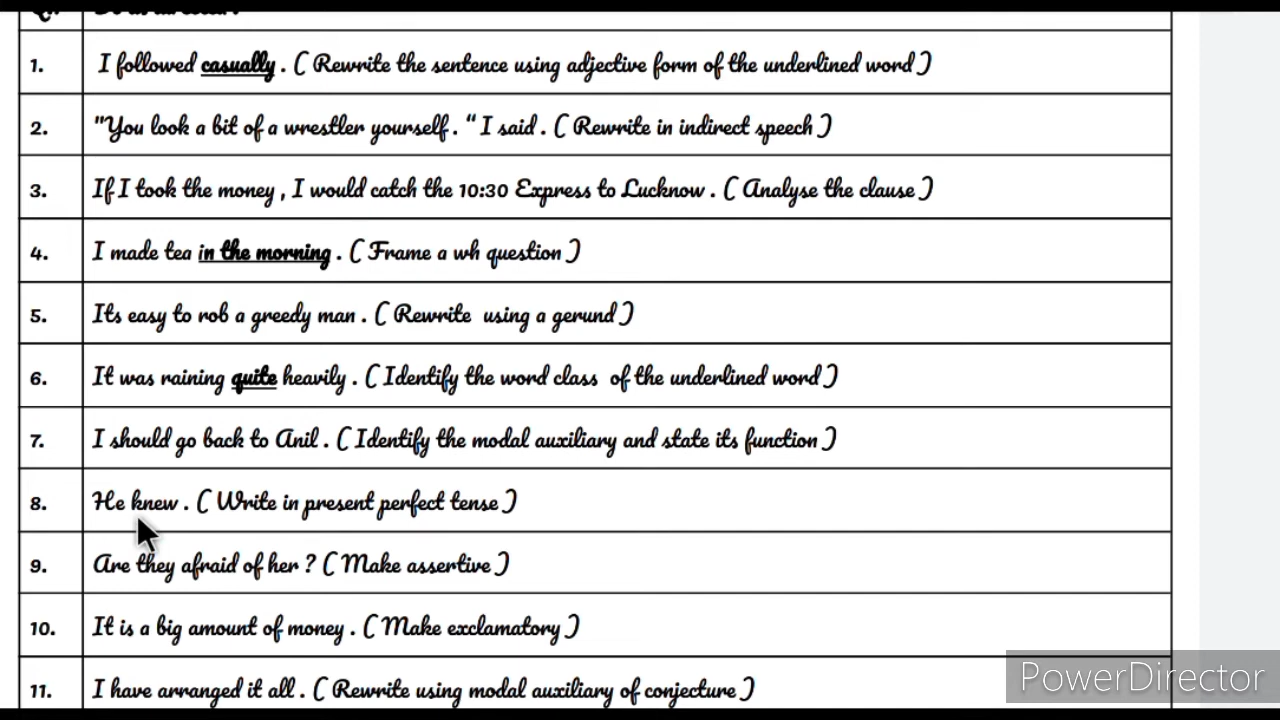 1. I followed casually . ( Rewrite the sentence using adjective form of the underlined word )
2. "You look a bit of a wrestler yourself . “ I said . ( Rewrite in indirect speech )
3. If I took the money , I would catch the 10:30 Express to Lucknow . ( Analyse the clause )
4. I made tea in the morning . ( Frame a wh question )
5. Its easy to rob a greedy man . ( Rewrite using a gerund )
6. It was raining quite heavily . ( Identify the word class of the underlined word )
7. I should go back to Anil . ( Identify the modal auxiliary and state its function )
8. He knew . ( Write in present perfect tense )
9. Are they afraid of her ? ( Make assertive )
10. It is a big amount of money . ( Make exclamatory )
11. I have arranged it all . ( Rewrite using modal auxiliary of conjecture )
PowerDirector